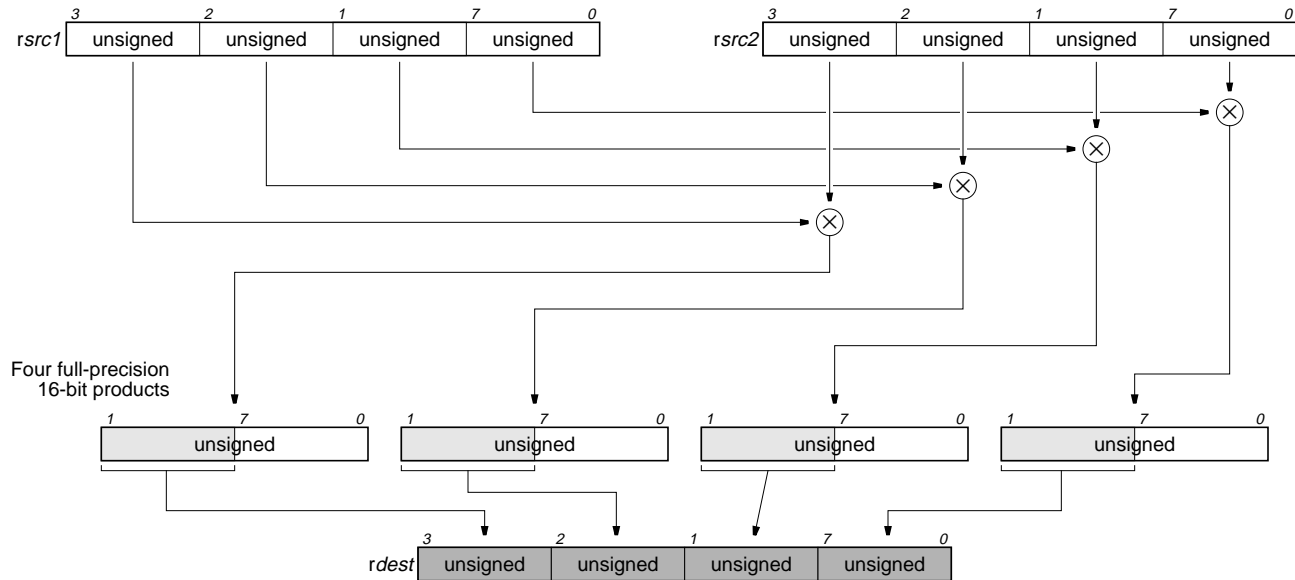 3 2 1 7 0 3 2 1 7 0
rsrc1 unsigned unsigned unsigned unsigned rsrc2 unsigned unsigned unsigned unsigned
Four full-precision
16-bit products
1 7 0 1 7 0 1 7 0 1 7 0
unsigned unsigned unsigned unsigned
3 2 1 7 0
rdest unsigned unsigned unsigned unsigned